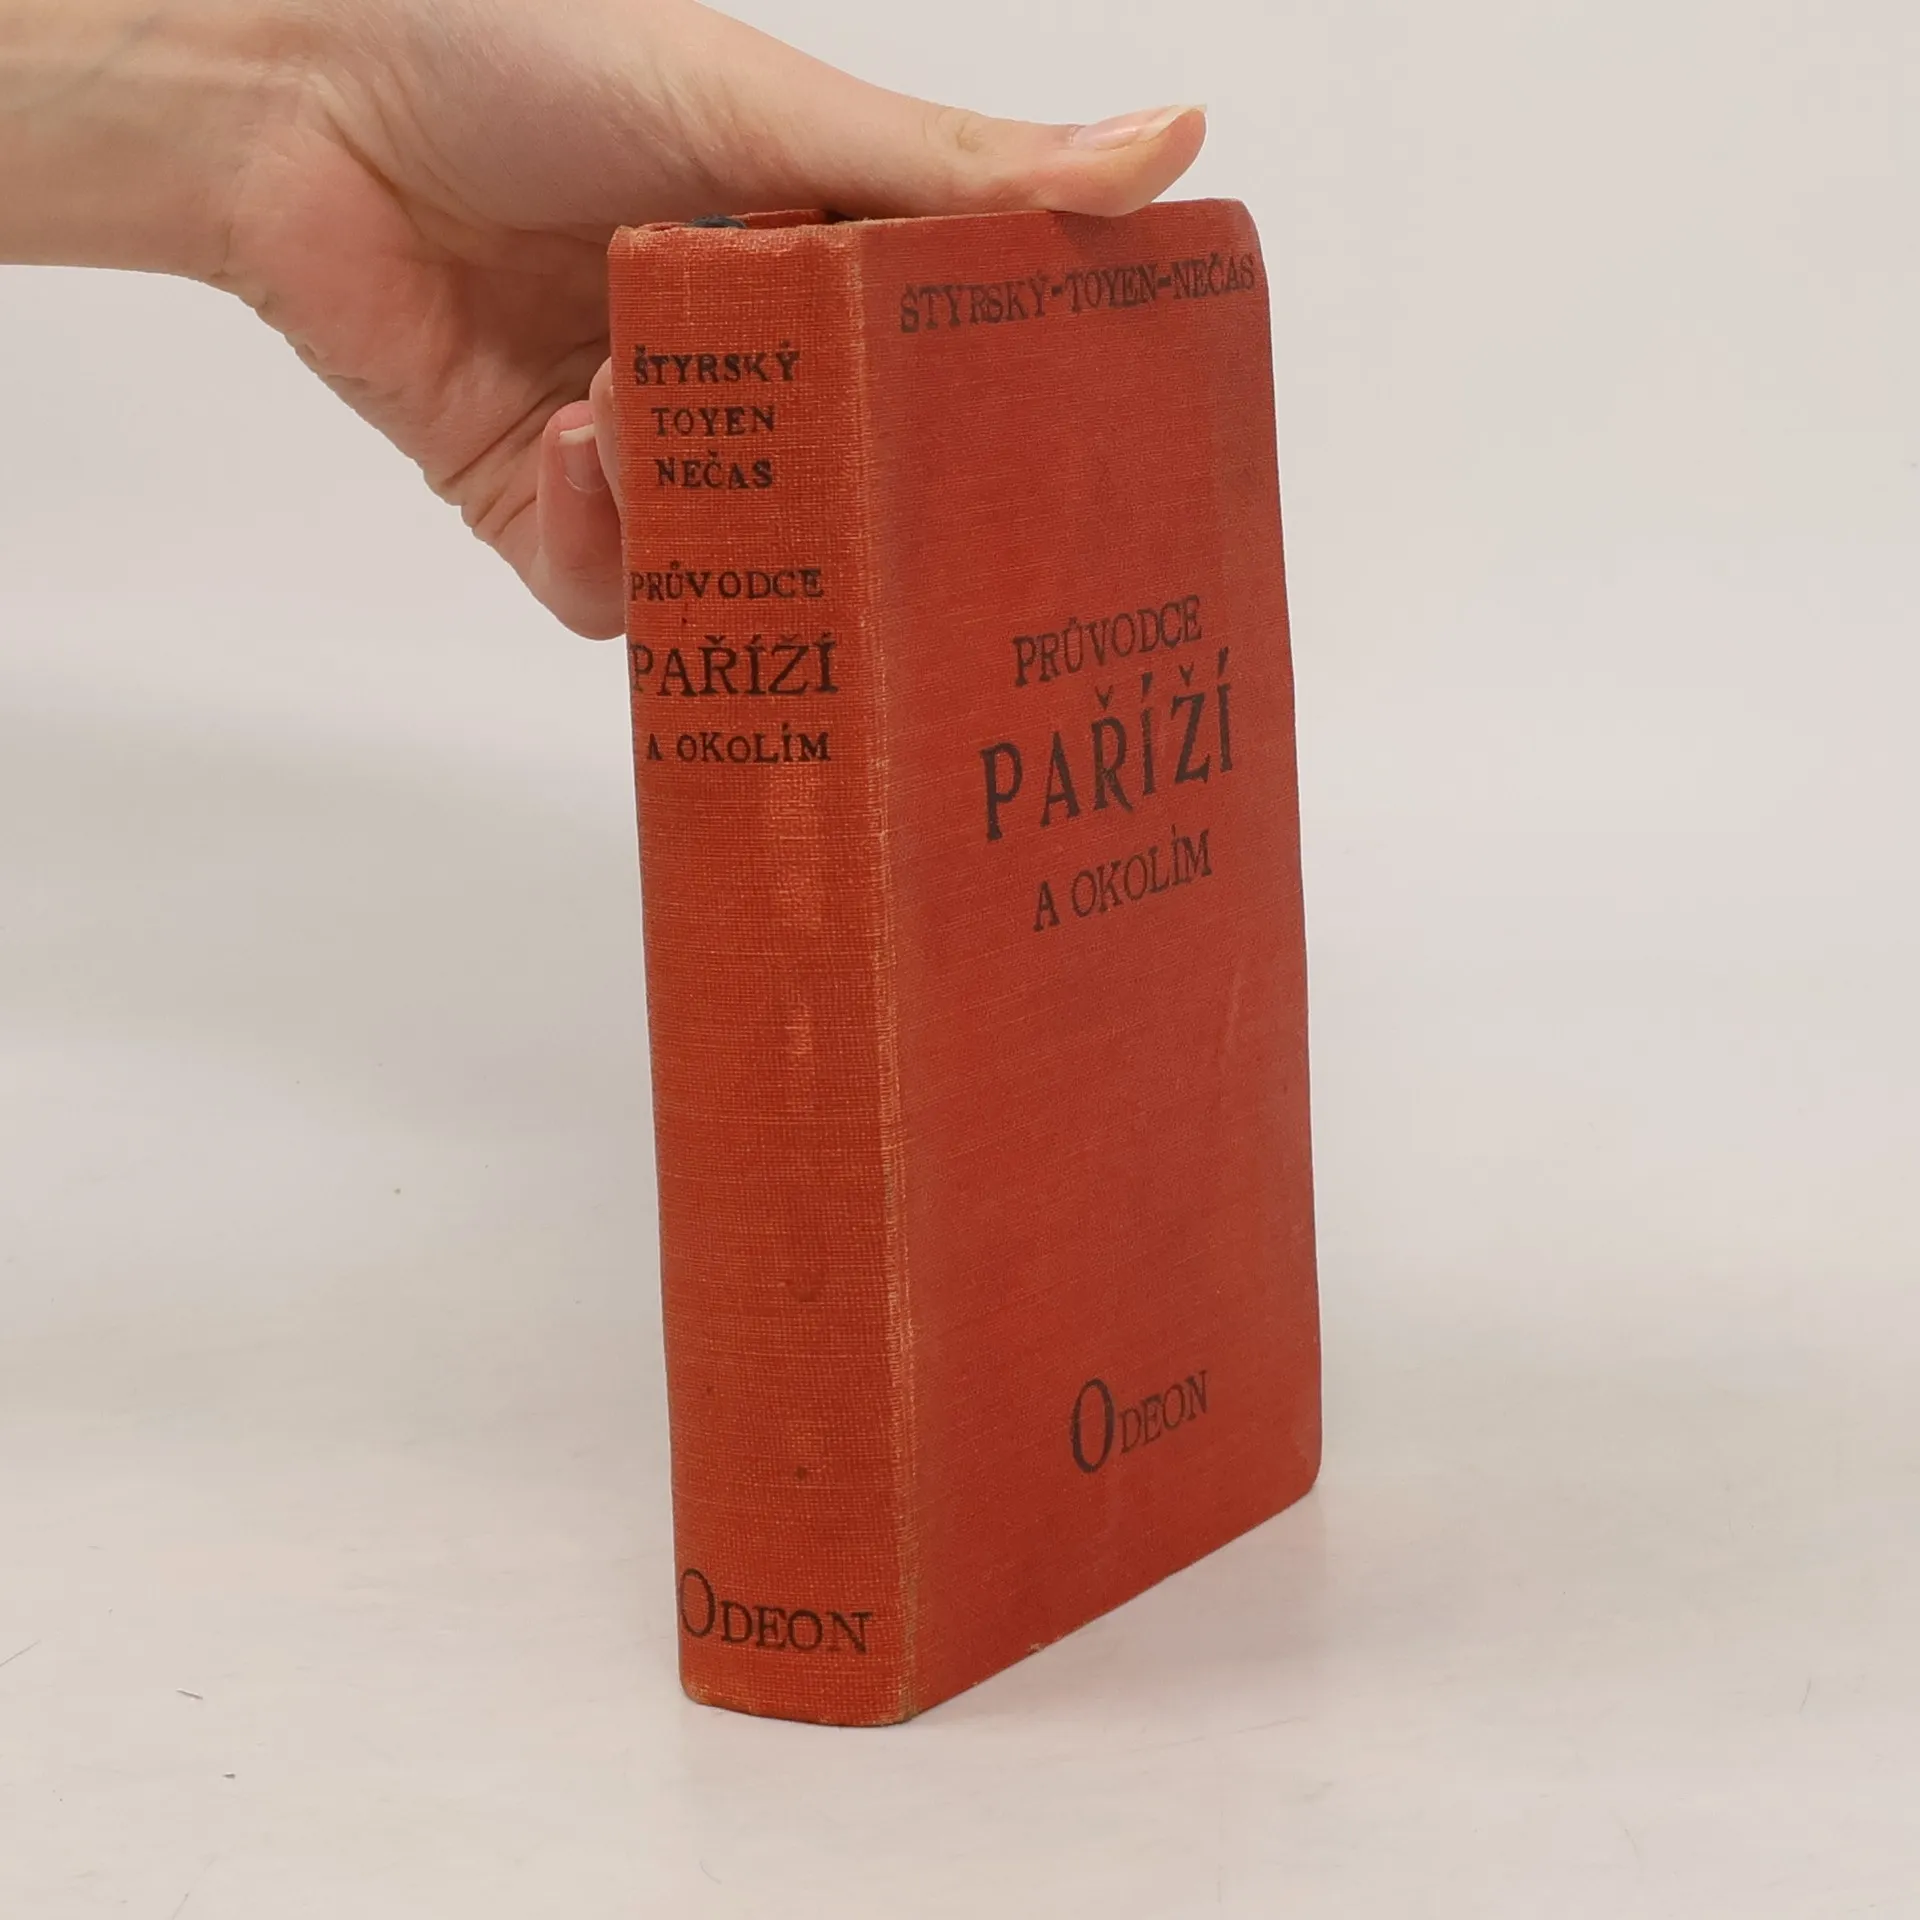 ŠTYRSKÝ
TOYEN
NEČAS
PRŮVODCE
PAŘÍŽÍ
A OKOLÍM
ODEON
ŠTYRSKÝ-TOYEN-NEČAS
PRŮVODCE
PAŘÍŽÍ
A OKOLÍM
ODEON